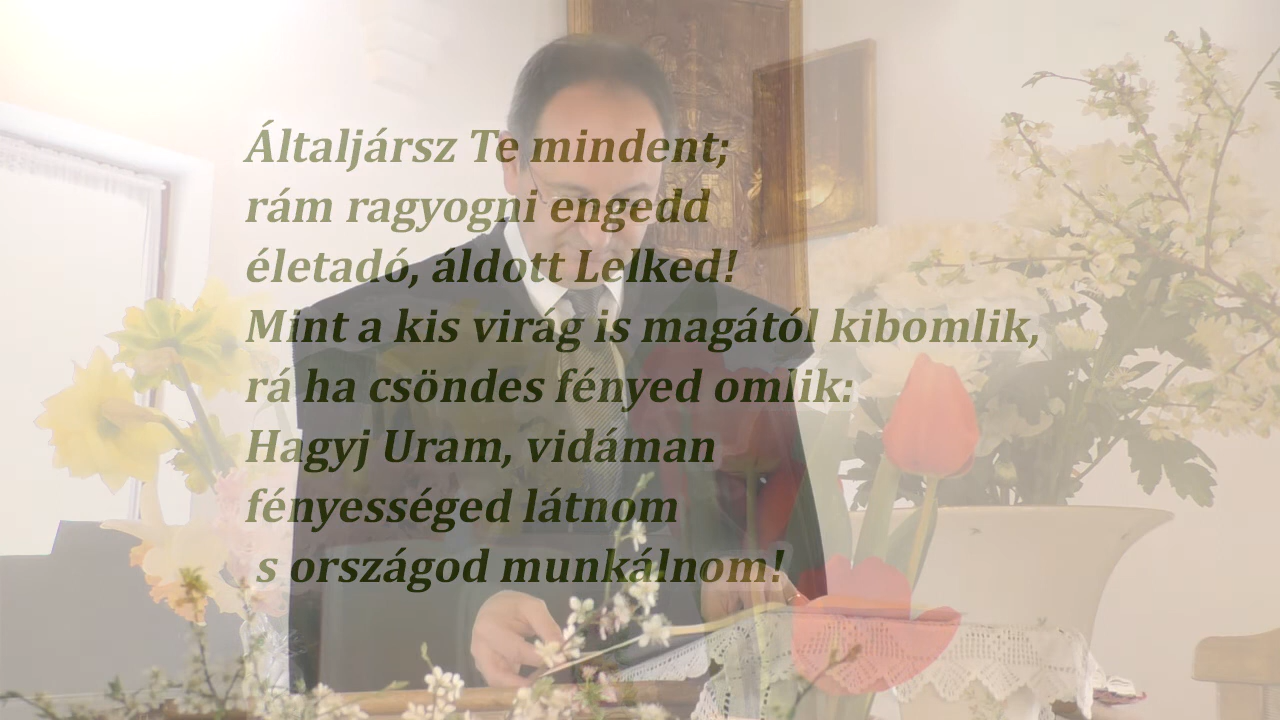 Általjársz Te mindent;
rám ragyogni engedd
életadó, áldott Lelked!
Mint a kis virág is magától kibomlik,
rá ha csöndes fényed omlik:
Hagyj Uram, vidáman
fényességed látnom
s országod munkálnom!